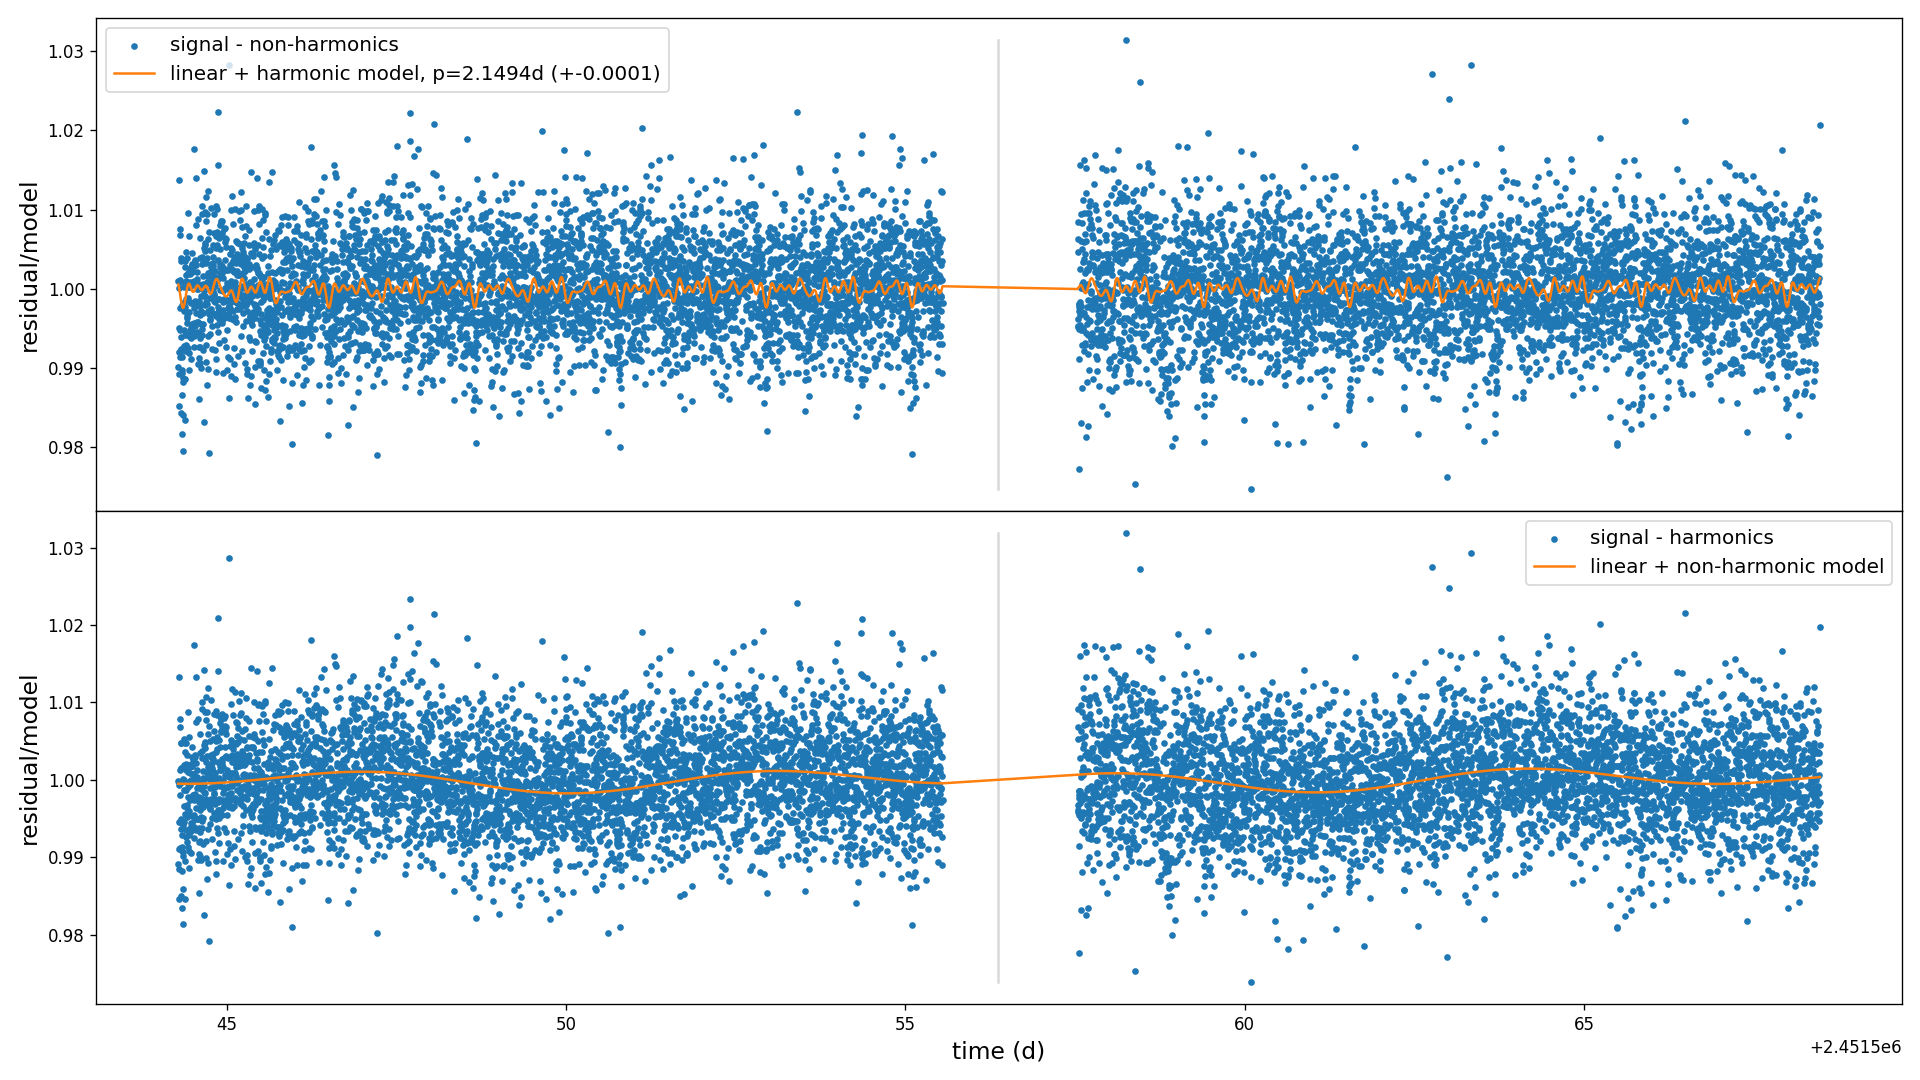 signal - non-harmonics
linear + harmonic model, p=2.1494d (+-0.0001)
1.03
1.02
1.01
1.00
0.99
0.98
residual/model
signal - harmonics
linear + non-harmonic model
1.03
1.02
1.01
1.00
0.99
0.98
residual/model
45
50
55
60
65
time (d)
+2.4515e6